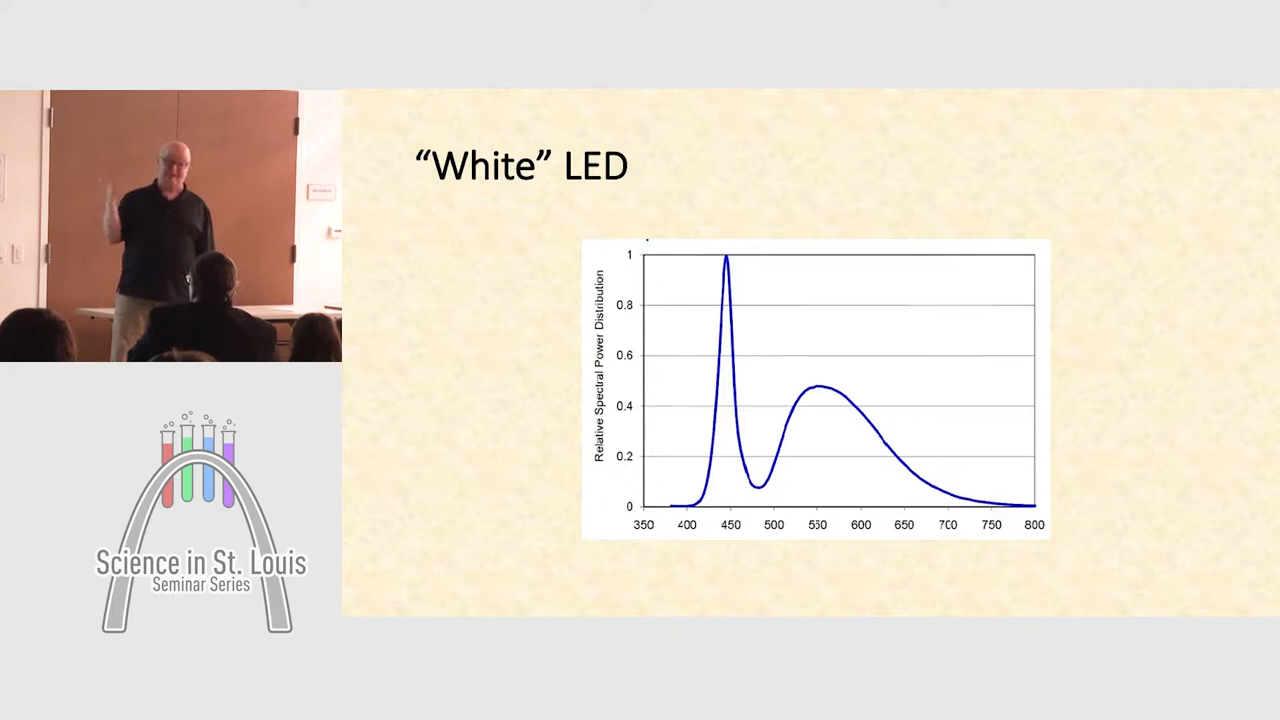 “White” LED
Relative Spectral Power Distribution
1
0.8
0.6
0.4
0.2
0
350 400 450 500 550 600 650 700 750 800
Science in St. Louis
Seminar Series